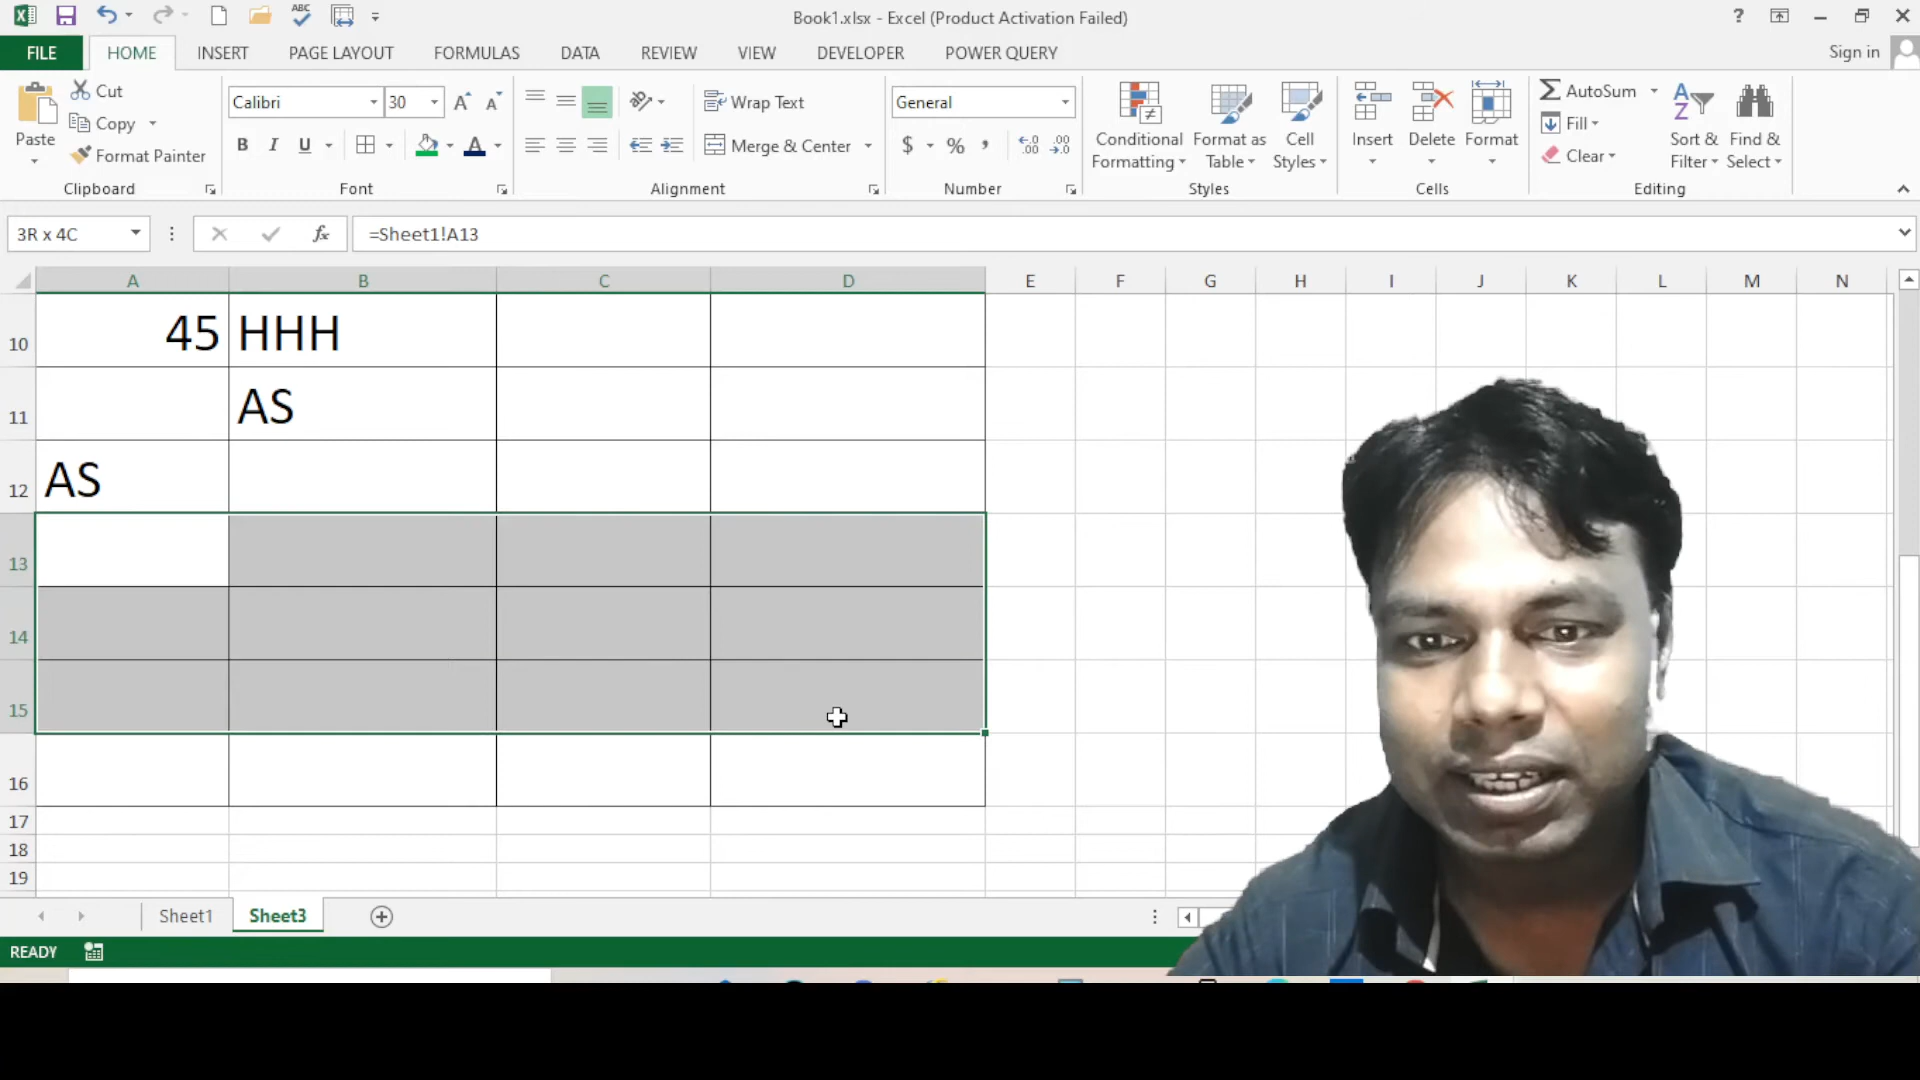 Book1.xlsx - Excel (Product Activation Failed)
FILE HOME INSERT PAGE LAYOUT FORMULAS DATA REVIEW VIEW DEVELOPER POWER QUERY Sign in
Paste
Cut
Copy
Format Painter
Clipboard
Calibri 30
B I U
Font
Wrap Text
Merge & Center
Alignment
General
$ % ,
Number
Conditional Formatting
Format as Table
Cell Styles
Styles
Insert
Delete
Format
Cells
AutoSum
Fill
Clear
Sort & Filter
Find & Select
Editing
3R x 4C
fx
=Sheet1!A13
A B C D E F G H I J K L M N
10 45 HHH
11 AS
12 AS
13
14
15
16
17
18
19
Sheet1 Sheet3
READY